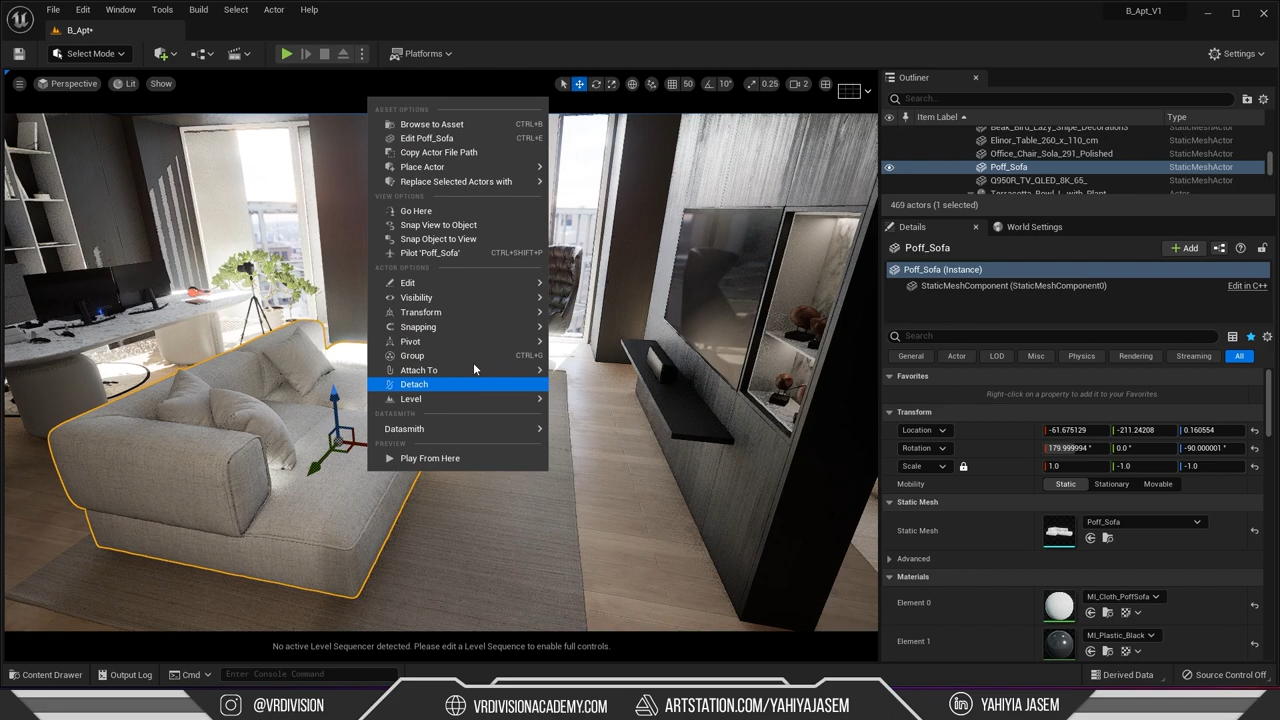 File Edit Window Tools Build Select Actor Help
B_Apt_V1
B_Apt•
Select Mode
Platforms
Settings
Perspective Lit Show
50 10° 0.25 2
ASSET OPTIONS
Browse to Asset CTRL+B
Edit Poff_Sofa CTRL+E
Copy Actor File Path
Place Actor
Replace Selected Actors with
VIEW OPTIONS
Go Here
Snap View to Object
Snap Object to View
Pilot 'Poff_Sofa' CTRL+SHIFT+P
ACTOR OPTIONS
Edit
Visibility
Transform
Snapping
Pivot
Group CTRL+G
Attach To
Detach
Level
DATASMITH
Datasmith
PREVIEW
Play From Here
No active Level Sequencer detected. Please edit a Level Sequence to enable full controls.
Outliner
Search...
Item Label Type
Beak_Bird_Lazy_Snipe_Decorations StaticMeshActor
Elinor_Table_260_x_110_cm StaticMeshActor
Office_Chair_Sola_291_Polished StaticMeshActor
Poff_Sofa StaticMeshActor
Q950R_TV_QLED_8K_65_ StaticMeshActor
Terracotta_Bowl_L_with_Plant Actor
469 actors (1 selected)
Details World Settings
Poff_Sofa Add
Poff_Sofa (Instance)
StaticMeshComponent (StaticMeshComponent0) Edit in C++
Search
General Actor LOD Misc Physics Rendering Streaming All
Favorites
Right-click on a property to add it to your Favorites.
Transform
Location -61.675129 -211.24208 0.160554
Rotation 179.999994 ° 0.0 ° -90.000001 °
Scale 1.0 -1.0 -1.0
Mobility Static Stationary Movable
Static Mesh
Static Mesh Poff_Sofa
Advanced
Materials
Element 0 MI_Cloth_PoffSofa
Element 1 MI_Plastic_Black
Content Drawer Output Log Cmd Enter Console Command Derived Data Source Control Off
@VRDIVISION VRDIVISIONACADEMY.COM ARTSTATION.COM/YAHIYAJASEM YAHIYIA JASEM